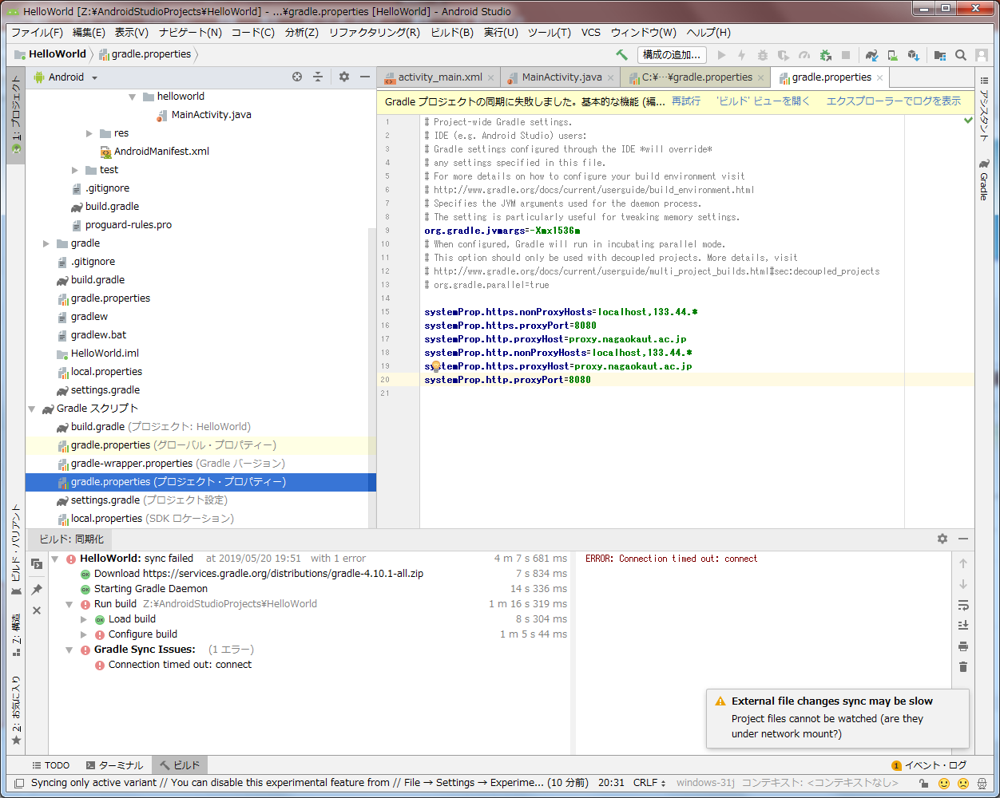 HelloWorld [Z:¥AndroidStudioProjects¥HelloWorld] - ...¥gradle.properties [HelloWorld] - Android Studio
ファイル(F) 編集(E) 表示(V) ナビゲート(N) コード(C) 分析(Z) リファクタリング(R) ビルド(B) 実行(U) ツール(T) VCS ウィンドウ(W) ヘルプ(H)
HelloWorld gradle.properties 構成の追加...
1: プロジェクト
Android
activity_main.xml MainActivity.java C:¥…¥gradle.properties gradle.properties
Gradle プロジェクトの同期に失敗しました。基本的な機能 (編... 再試行 'ビルド' ビューを開く エクスプローラーでログを表示
helloworld
MainActivity.java
res
AndroidManifest.xml
test
.gitignore
build.gradle
proguard-rules.pro
gradle
.gitignore
build.gradle
gradle.properties
gradlew
gradlew.bat
HelloWorld.iml
local.properties
settings.gradle
Gradle スクリプト
build.gradle (プロジェクト: HelloWorld)
gradle.properties (グローバル・プロパティー)
gradle-wrapper.properties (Gradle バージョン)
gradle.properties (プロジェクト・プロパティー)
settings.gradle (プロジェクト設定)
local.properties (SDK ロケーション)
1 # Project-wide Gradle settings.
2 # IDE (e.g. Android Studio) users:
3 # Gradle settings configured through the IDE *will override*
4 # any settings specified in this file.
5 # For more details on how to configure your build environment visit
6 # http://www.gradle.org/docs/current/userguide/build_environment.html
7 # Specifies the JVM arguments used for the daemon process.
8 # The setting is particularly useful for tweaking memory settings.
9 org.gradle.jvmargs=-Xmx1536m
10 # When configured, Gradle will run in incubating parallel mode.
11 # This option should only be used with decoupled projects. More details, visit
12 # http://www.gradle.org/docs/current/userguide/multi_project_builds.html#sec:decoupled_projects
13 # org.gradle.parallel=true
14
15 systemProp.https.nonProxyHosts=localhost,133.44.*
16 systemProp.https.proxyPort=8080
17 systemProp.http.proxyHost=proxy.nagaokaut.ac.jp
18 systemProp.http.nonProxyHosts=localhost,133.44.*
19 systemProp.https.proxyHost=proxy.nagaokaut.ac.jp
20 systemProp.http.proxyPort=8080
21
アシスタント
Gradle
ビルド・バリアント
Z: 構造
2: お気に入り
ビルド: 同期化
HelloWorld: sync failed at 2019/05/20 19:51 with 1 error 4 m 7 s 681 ms
Download https://services.gradle.org/distributions/gradle-4.10.1-all.zip 7 s 834 ms
Starting Gradle Daemon 14 s 336 ms
Run build Z:¥AndroidStudioProjects¥HelloWorld 1 m 16 s 319 ms
Load build 8 s 304 ms
Configure build 1 m 5 s 44 ms
Gradle Sync Issues: (1 エラー)
Connection timed out: connect
ERROR: Connection timed out: connect
External file changes sync may be slow
Project files cannot be watched (are they
under network mount?)
TODO ターミナル ビルド 1 イベント・ログ
Syncing only active variant // You can disable this experimental feature from // File → Settings → Experime... (10 分前) 20:31 CRLF windows-31j コンテキスト: <コンテキストなし>